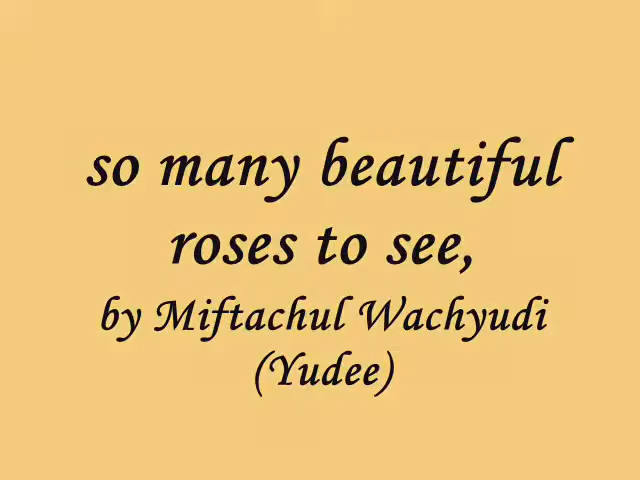 so many beautiful
roses to see,
by Miftachul Wachyudi
(Yudee)